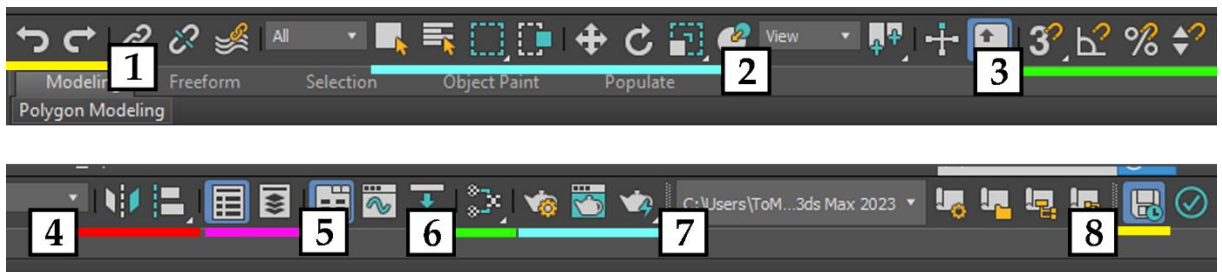 All
View
3
%
1
2
3
Modeling
Freeform
Selection
Object Paint
Populate
Polygon Modeling
C:\Users\ToM...3ds Max 2023
4
5
6
7
8